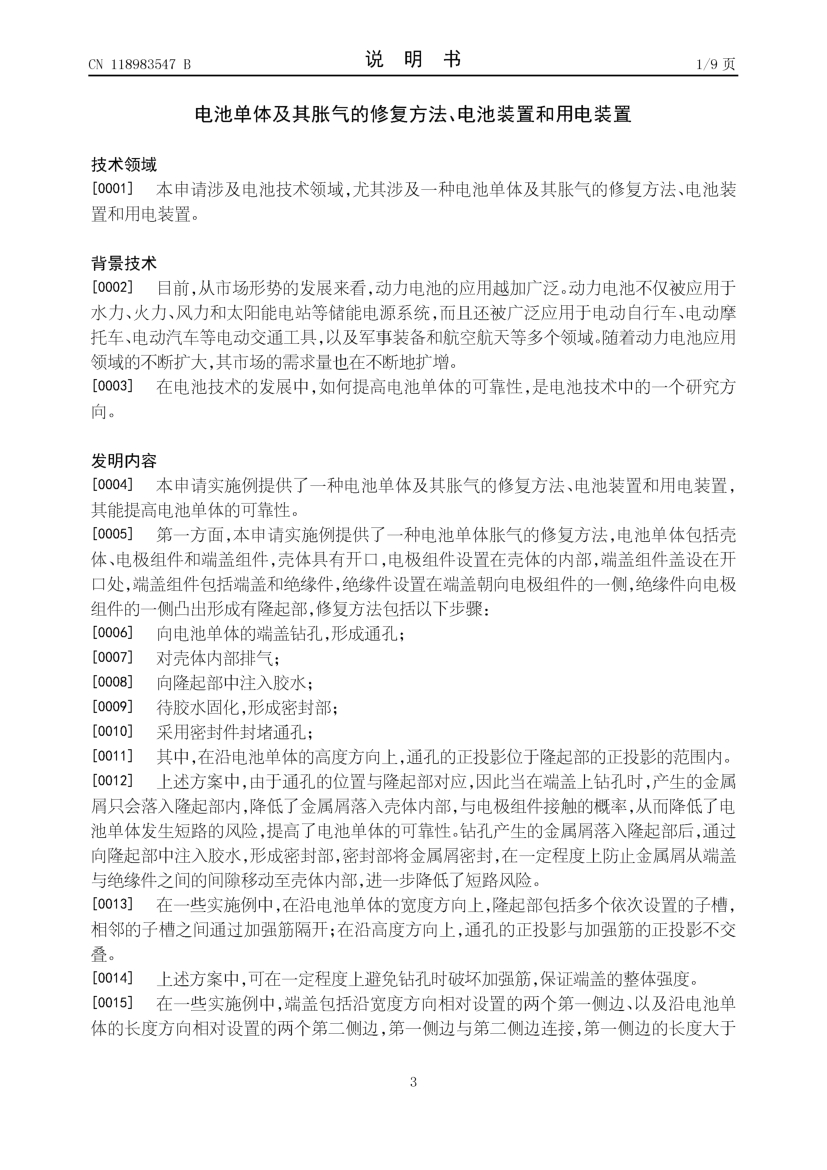 CN 118983547 B
说 明 书
1/9 页
电池单体及其胀气的修复方法、电池装置和用电装置
技术领域
[0001] 本申请涉及电池技术领域,尤其涉及一种电池单体及其胀气的修复方法、电池装
置和用电装置。
背景技术
[0002] 目前,从市场形势的发展来看,动力电池的应用越加广泛。动力电池不仅被应用于
水力、火力、风力和太阳能电站等储能电源系统,而且还被广泛应用于电动自行车、电动摩
托车、电动汽车等电动交通工具,以及军事装备和航空航天等多个领域。随着动力电池应用
领域的不断扩大,其市场的需求量也在不断地扩增。
[0003] 在电池技术的发展中,如何提高电池单体的可靠性,是电池技术中的一个研究方
向。
发明内容
[0004] 本申请实施例提供了一种电池单体及其胀气的修复方法、电池装置和用电装置,
其能提高电池单体的可靠性。
[0005] 第一方面,本申请实施例提供了一种电池单体胀气的修复方法,电池单体包括壳
体、电极组件和端盖组件,壳体具有开口,电极组件设置在壳体的内部,端盖组件盖设在开
口处,端盖组件包括端盖和绝缘件,绝缘件设置在端盖朝向电极组件的一侧,绝缘件向电极
组件的一侧凸出形成有隆起部,修复方法包括以下步骤:
[0006] 向电池单体的端盖钻孔,形成通孔;
[0007] 对壳体内部排气;
[0008] 向隆起部中注入胶水;
[0009] 待胶水固化,形成密封部;
[0010] 采用密封件封堵通孔;
[0011] 其中,在沿电池单体的高度方向上,通孔的正投影位于隆起部的正投影的范围内。
[0012] 上述方案中,由于通孔的位置与隆起部对应,因此当在端盖上钻孔时,产生的金属
屑只会落入隆起部内,降低了金属屑落入壳体内部,与电极组件接触的概率,从而降低了电
池单体发生短路的风险,提高了电池单体的可靠性。钻孔产生的金属屑落入隆起部后,通过
向隆起部中注入胶水,形成密封部,密封部将金属屑密封,在一定程度上防止金属屑从端盖
与绝缘件之间的间隙移动至壳体内部,进一步降低了短路风险。
[0013] 在一些实施例中,在沿电池单体的宽度方向上,隆起部包括多个依次设置的子槽,
相邻的子槽之间通过加强筋隔开;在沿高度方向上,通孔的正投影与加强筋的正投影不交
叠。
[0014] 上述方案中,可在一定程度上避免钻孔时破坏加强筋,保证端盖的整体强度。
[0015] 在一些实施例中,端盖包括沿宽度方向相对设置的两个第一侧边、以及沿电池单
体的长度方向相对设置的两个第二侧边,第一侧边与第二侧边连接,第一侧边的长度大于
3